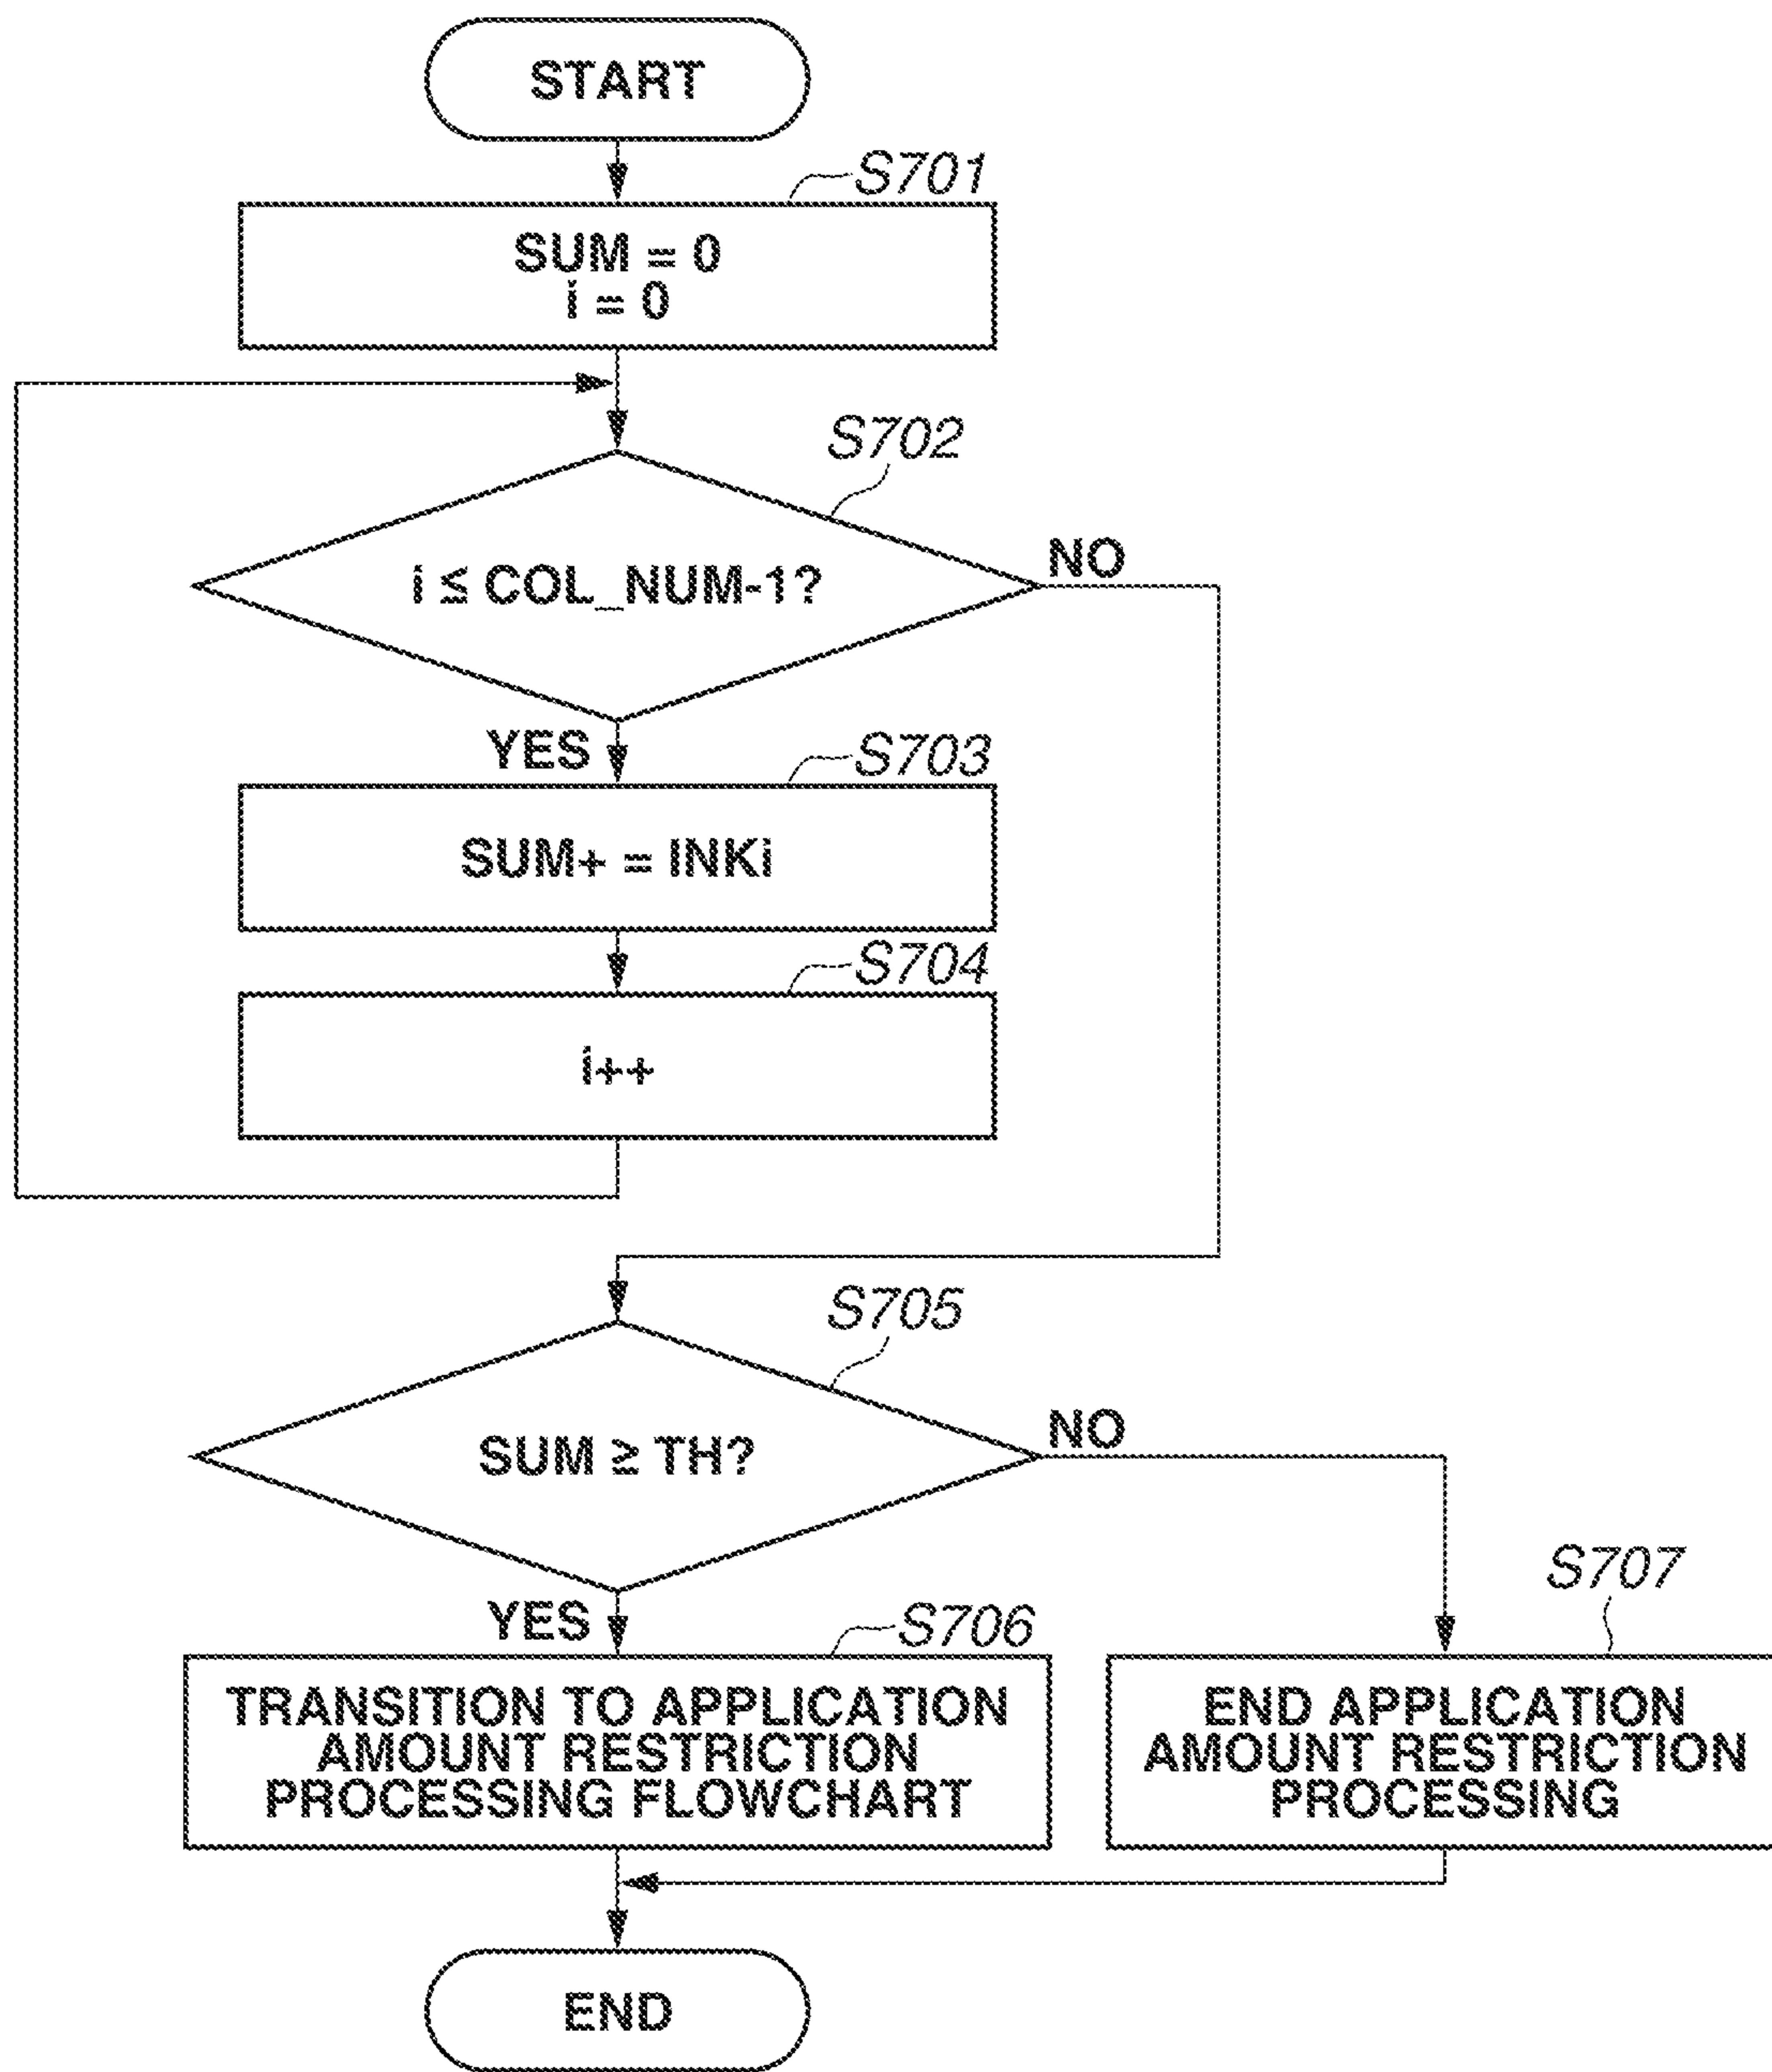 START
S701
SUM = 0
i = 0
S702
i ≤ COL_NUM-1?
NO
YES
S703
SUM+ = INKi
S704
i++
S705
SUM ≥ TH?
NO
YES
S706
TRANSITION TO APPLICATION
AMOUNT RESTRICTION
PROCESSING FLOWCHART
S707
END APPLICATION
AMOUNT RESTRICTION
PROCESSING
END